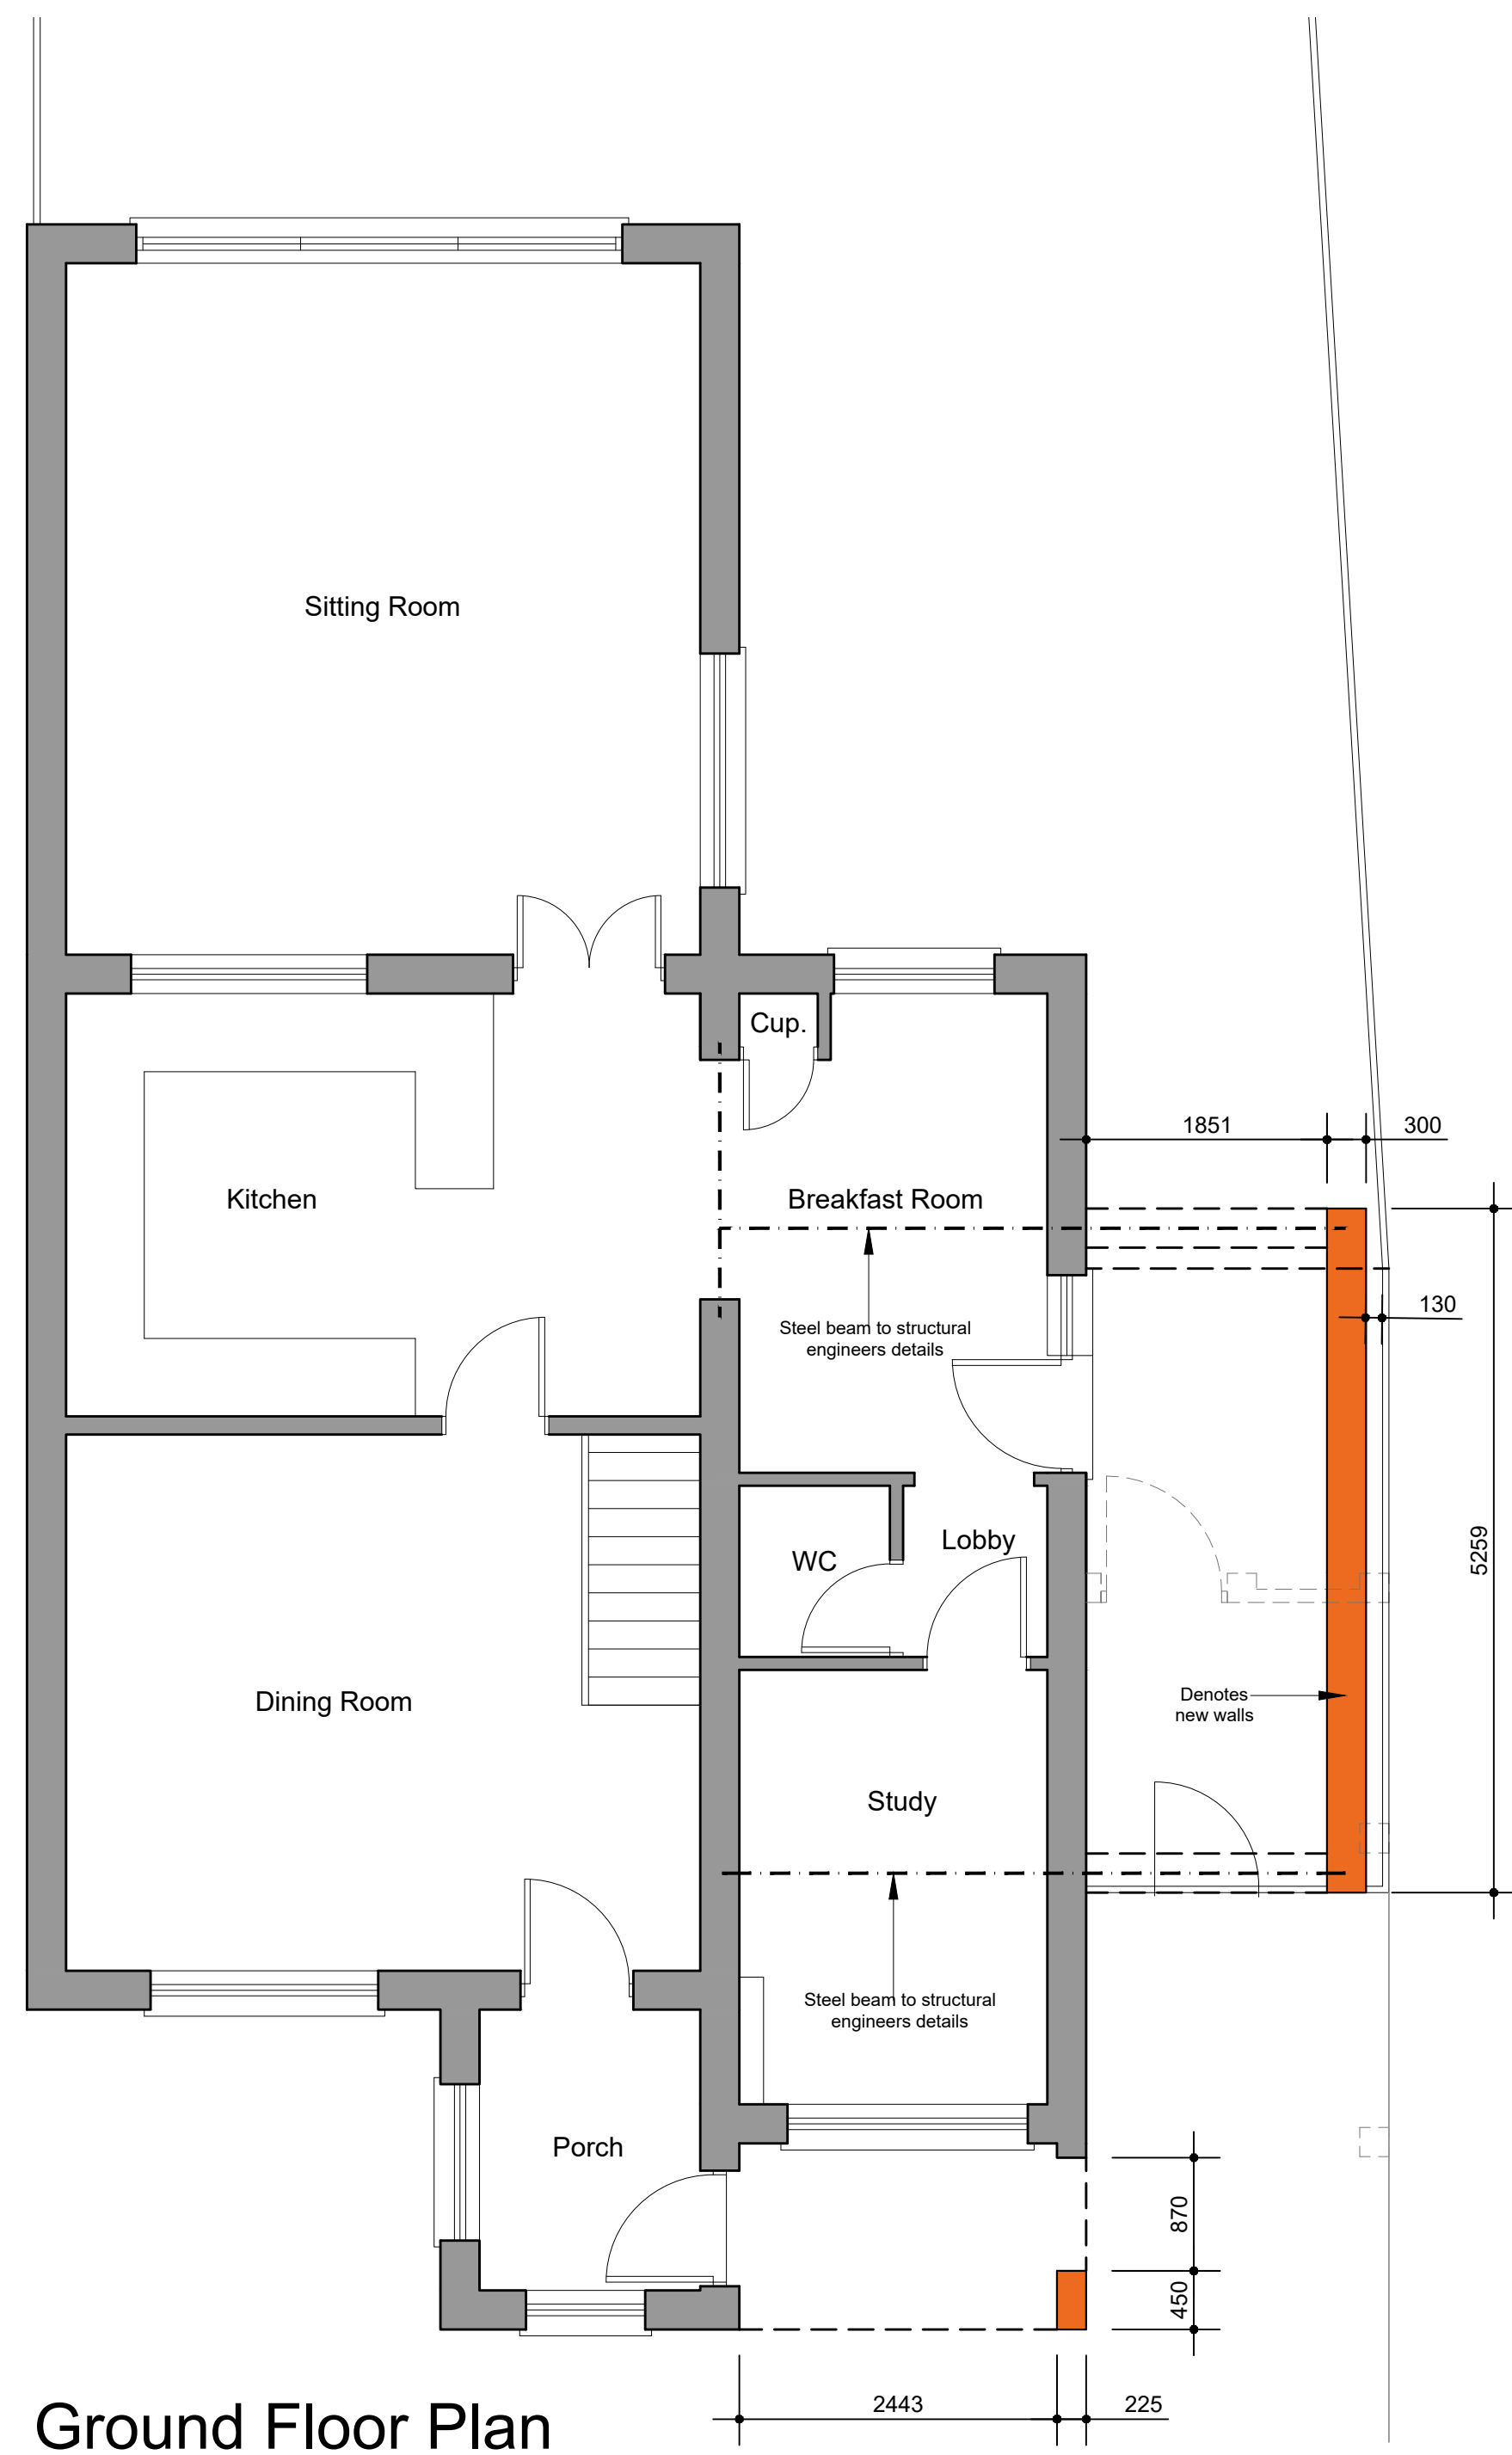 Sitting Room
Cup.
1851
300
Kitchen
Breakfast Room
130
Steel beam to structural
engineers details
5259
WC
Lobby
Denotes
new walls
Dining Room
Study
Steel beam to structural
engineers details
Porch
870
450
2443
225
Ground Floor Plan